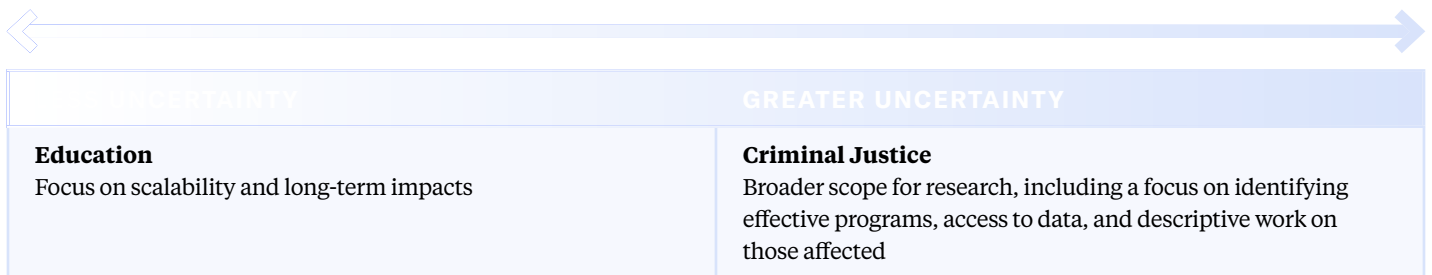 UNCERTAINTY
GREATER UNCERTAINTY
Education
Focus on scalability and long-term impacts
Criminal Justice
Broader scope for research, including a focus on identifying
effective programs, access to data, and descriptive work on
those affected